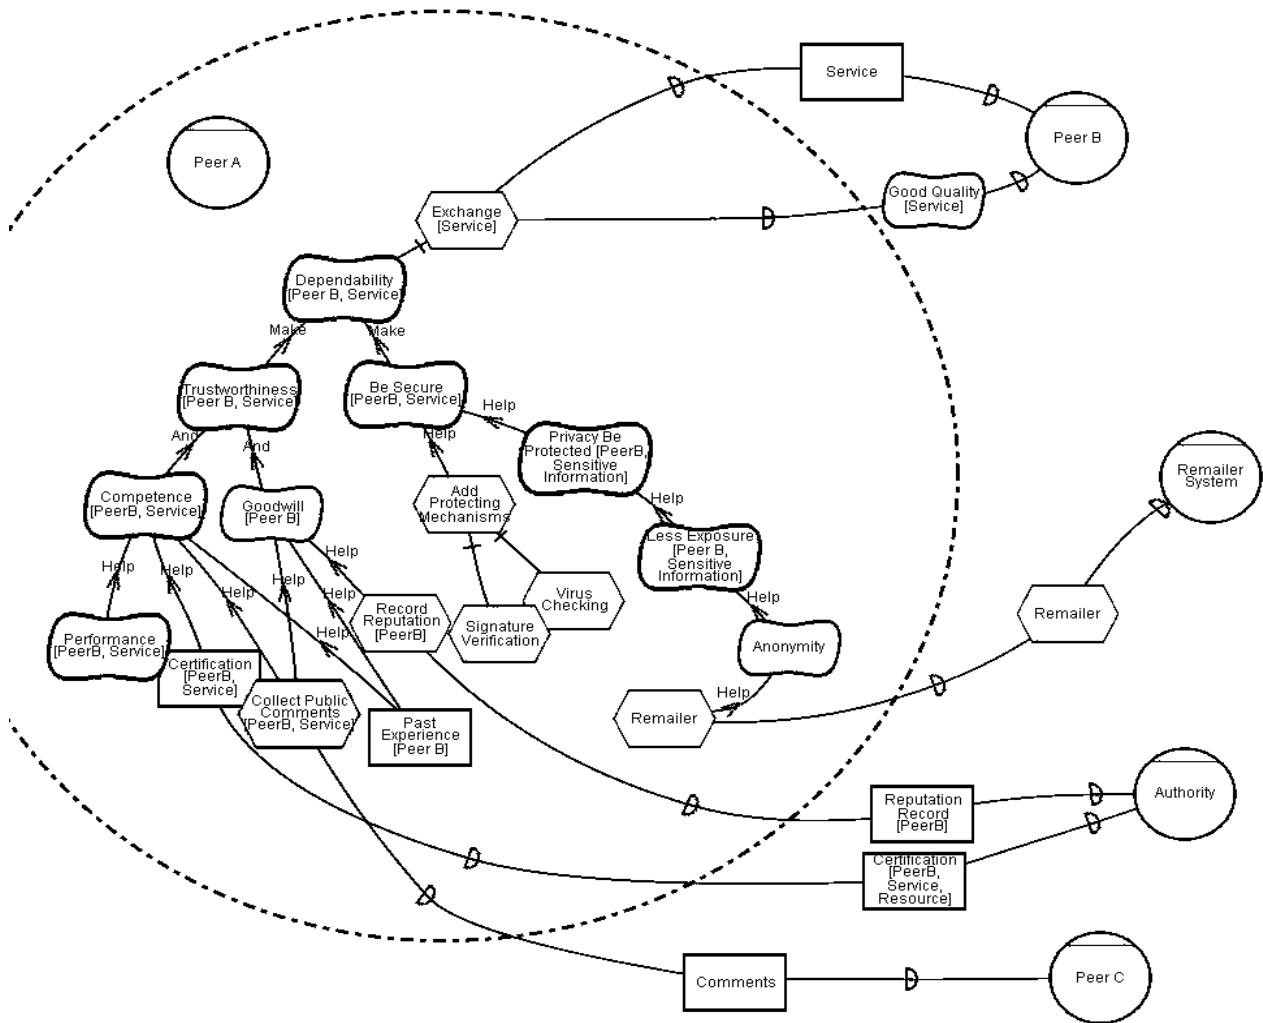 Service
Peer B
Peer A
Good Quality
[Service]
Exchange
[Service]
Dependability
[Peer B, Service]
Make
Make
Trustworthiness
[Peer B, Service]
Be Secure
[PeerB, Service]
Help
And
And
Help
Privacy Be
Protected [PeerB,
Sensitive
Information]
Remailer
System
Competence
[PeerB, Service]
Goodwill
[Peer B]
Add
Protecting
Mechanisms
Help
Less Exposure
[Peer B,
Sensitive
Information]
Help
Help
Help
Help
Help
Help
Help
Help
Virus
Checking
Record
Reputation
[PeerB]
Signature
Verification
Remailer
Performance
[PeerB, Service]
Anonymity
Certification
[PeerB,
Service]
Help
Collect Public
Comments
[PeerB, Service]
Past
Experience
[Peer B]
Remailer
Reputation
Record
[PeerB]
Authority
Certification
[PeerB,
Service,
Resource]
Comments
Peer C